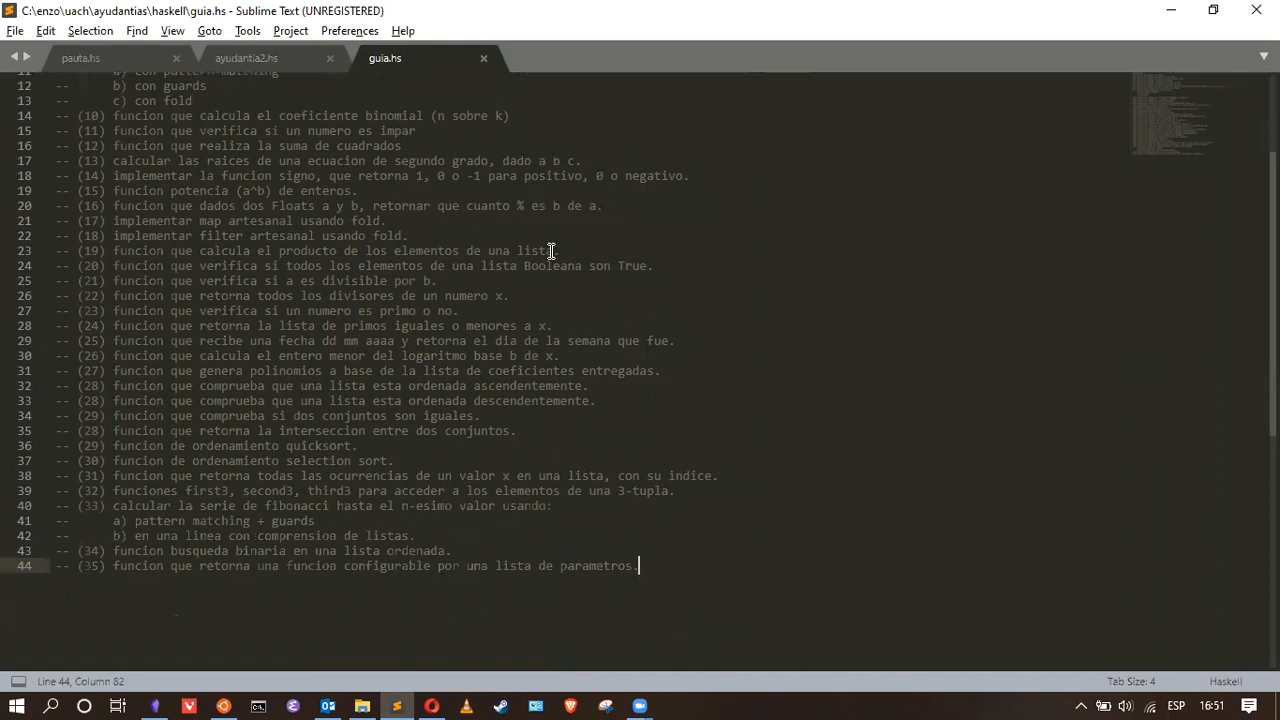 C:\enzo\uach\ayudantias\haskell\guia.hs - Sublime Text (UNREGISTERED)
File Edit Selection Find View Goto Tools Project Preferences Help
pauta.hs ayudantia2.hs guia.hs
11 -- a) con pattern matching
12 -- b) con guards
13 -- c) con fold
14 -- (10) funcion que calcula el coeficiente binomial (n sobre k)
15 -- (11) funcion que verifica si un numero es impar
16 -- (12) funcion que realiza la suma de cuadrados
17 -- (13) calcular las raices de una ecuacion de segundo grado, dado a b c.
18 -- (14) implementar la funcion signo, que retorna 1, 0 o -1 para positivo, 0 o negativo.
19 -- (15) funcion potencia (a^b) de enteros.
20 -- (16) funcion que dados dos Floats a y b, retornar que cuanto % es b de a.
21 -- (17) implementar map artesanal usando fold.
22 -- (18) implementar filter artesanal usando fold.
23 -- (19) funcion que calcula el producto de los elementos de una lista.
24 -- (20) funcion que verifica si todos los elementos de una lista Booleana son True.
25 -- (21) funcion que verifica si a es divisible por b.
26 -- (22) funcion que retorna todos los divisores de un numero x.
27 -- (23) funcion que verifica si un numero es primo o no.
28 -- (24) funcion que retorna la lista de primos iguales o menores a x.
29 -- (25) funcion que recibe una fecha dd mm aaaa y retorna el dia de la semana que fue.
30 -- (26) funcion que calcula el entero menor del logaritmo base b de x.
31 -- (27) funcion que genera polinomios a base de la lista de coeficientes entregadas.
32 -- (28) funcion que comprueba que una lista esta ordenada ascendentemente.
33 -- (28) funcion que comprueba que una lista esta ordenada descendentemente.
34 -- (29) funcion que comprueba si dos conjuntos son iguales.
35 -- (28) funcion que retorna la interseccion entre dos conjuntos.
36 -- (29) funcion de ordenamiento quicksort.
37 -- (30) funcion de ordenamiento selection sort.
38 -- (31) funcion que retorna todas las ocurrencias de un valor x en una lista, con su indice.
39 -- (32) funciones first3, second3, third3 para acceder a los elementos de una 3-tupla.
40 -- (33) calcular la serie de fibonacci hasta el n-esimo valor usando:
41 -- a) pattern matching + guards
42 -- b) en una linea con comprension de listas.
43 -- (34) funcion busqueda binaria en una lista ordenada.
44 -- (35) funcion que retorna una funcion configurable por una lista de parametros.
Line 44, Column 82 Tab Size: 4 Haskell
ESP 16:51